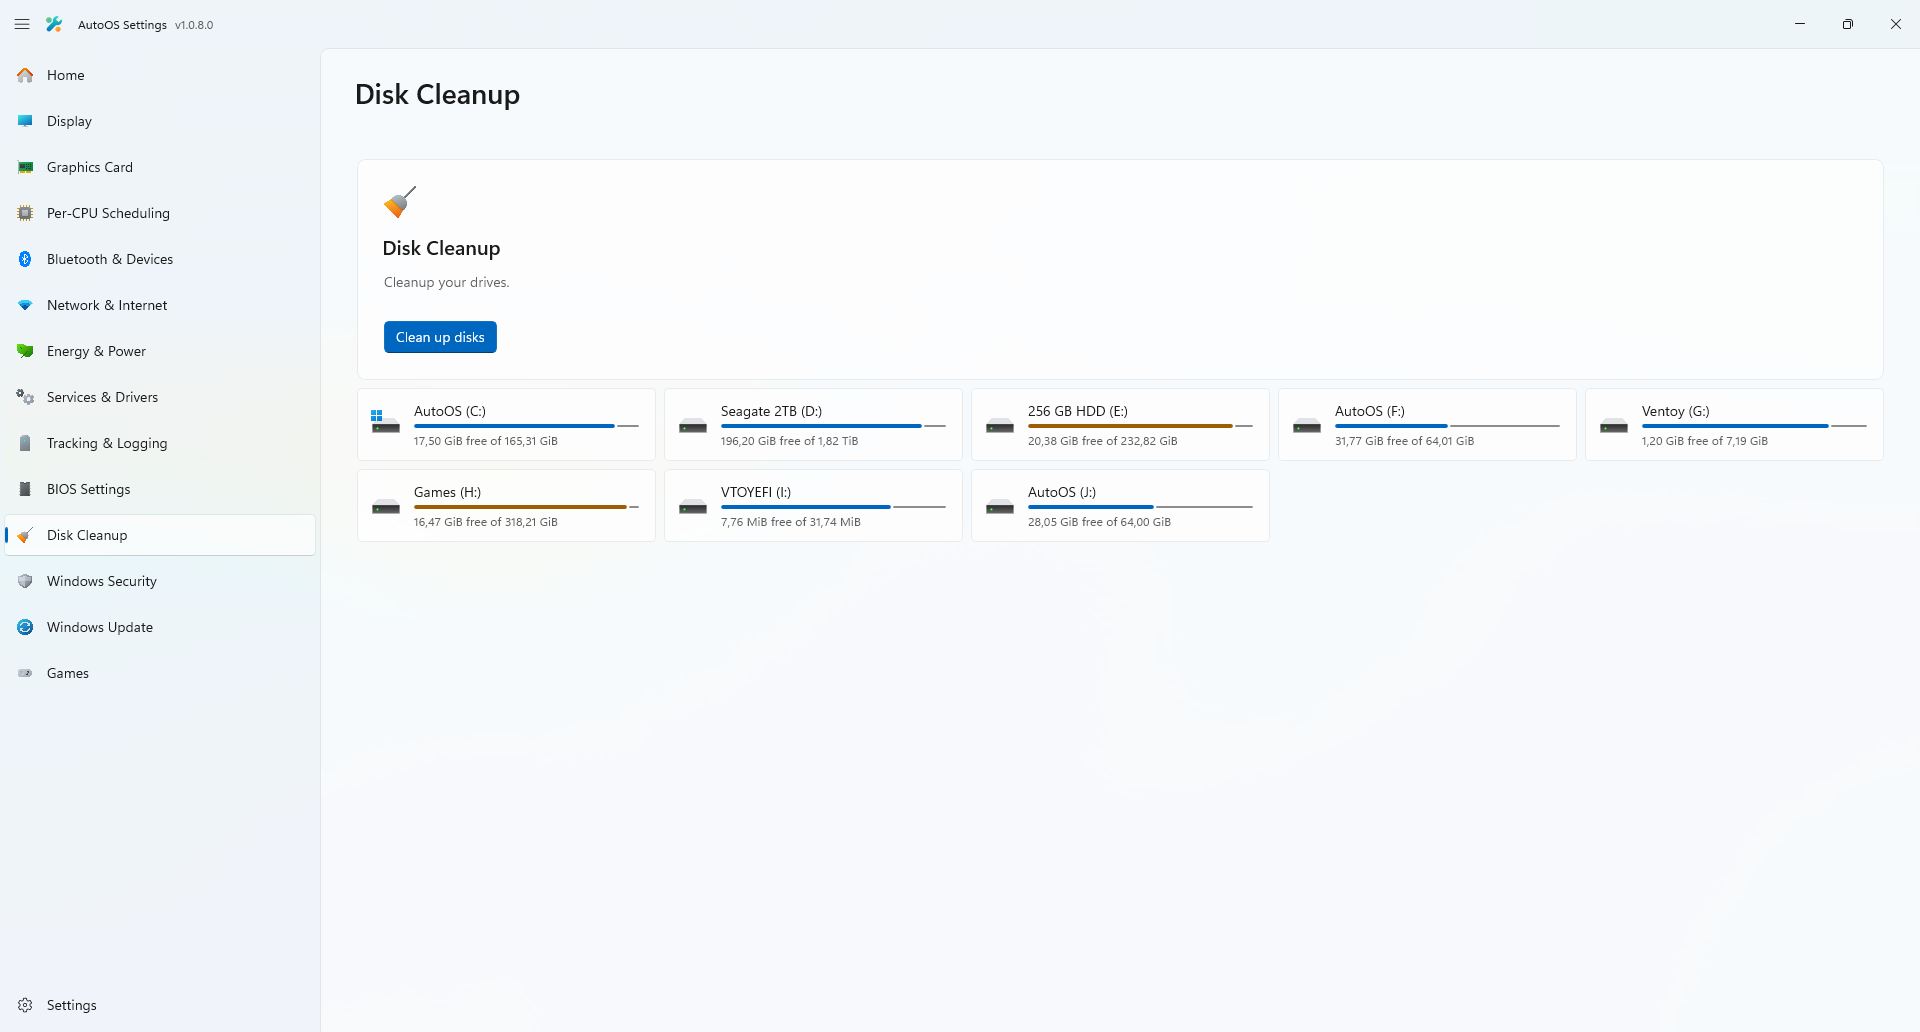 AutoOS Settings v1.0.8.0
Home
Display
Graphics Card
Per-CPU Scheduling
Bluetooth & Devices
Network & Internet
Energy & Power
Services & Drivers
Tracking & Logging
BIOS Settings
Disk Cleanup
Windows Security
Windows Update
Games
Settings
Disk Cleanup
Disk Cleanup
Cleanup your drives.
Clean up disks
AutoOS (C:)
17,50 GiB free of 165,31 GiB
Seagate 2TB (D:)
196,20 GiB free of 1,82 TiB
256 GB HDD (E:)
20,38 GiB free of 232,82 GiB
AutoOS (F:)
31,77 GiB free of 64,01 GiB
Ventoy (G:)
1,20 GiB free of 7,19 GiB
Games (H:)
16,47 GiB free of 318,21 GiB
VTOYEFI (I:)
7,76 MiB free of 31,74 MiB
AutoOS (J:)
28,05 GiB free of 64,00 GiB